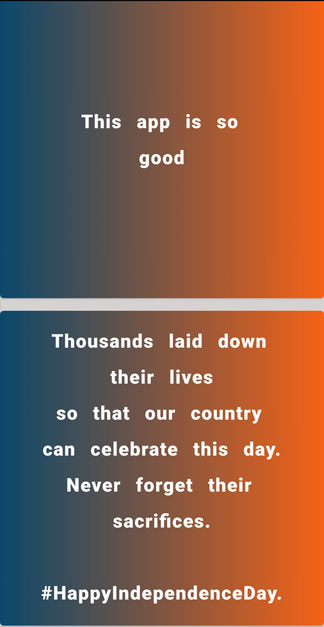 This app is so
good
Thousands laid down
their lives
so that our country
can celebrate this day.
Never forget their
sacrifices.
#HappyIndependenceDay.